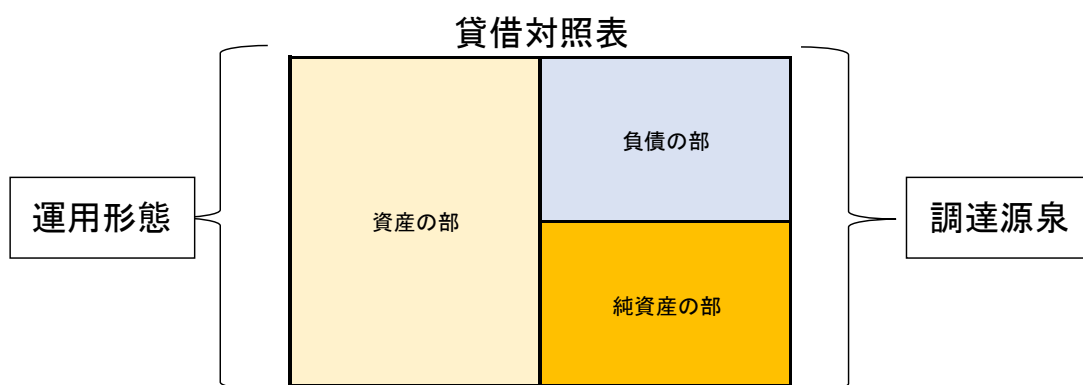 貸借対照表
負債の部
運用形態
資産の部
調達源泉
純資産の部